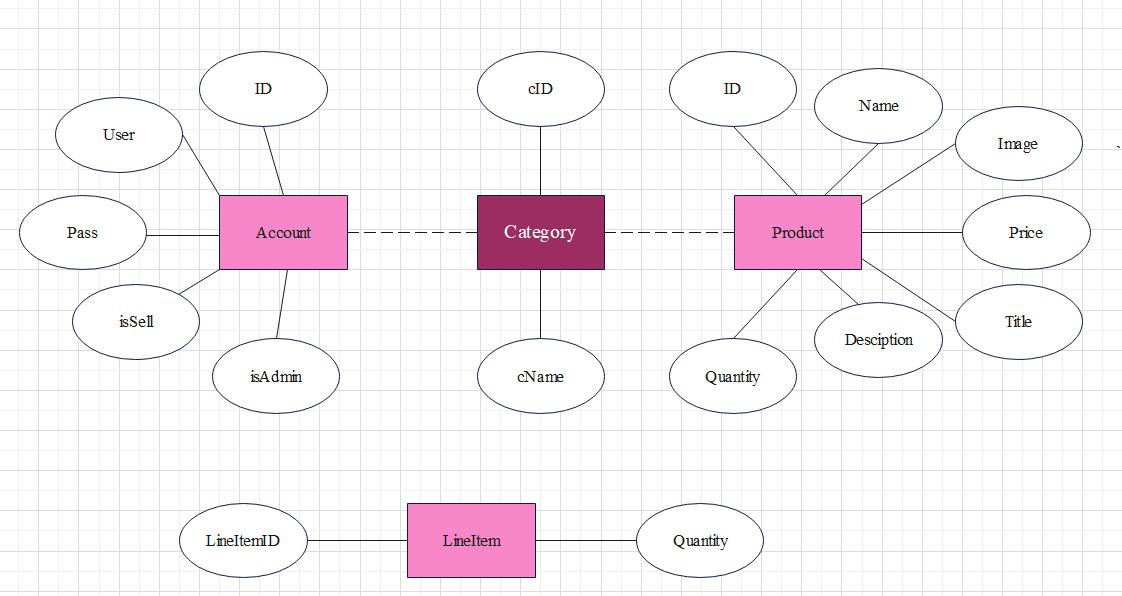 ID
cID
ID
Name
User
Image
Pass
Account
Category
Product
Price
isSell
Title
Desciption
isAdmin
cName
Quantity
LineItemID
LineItem
Quantity